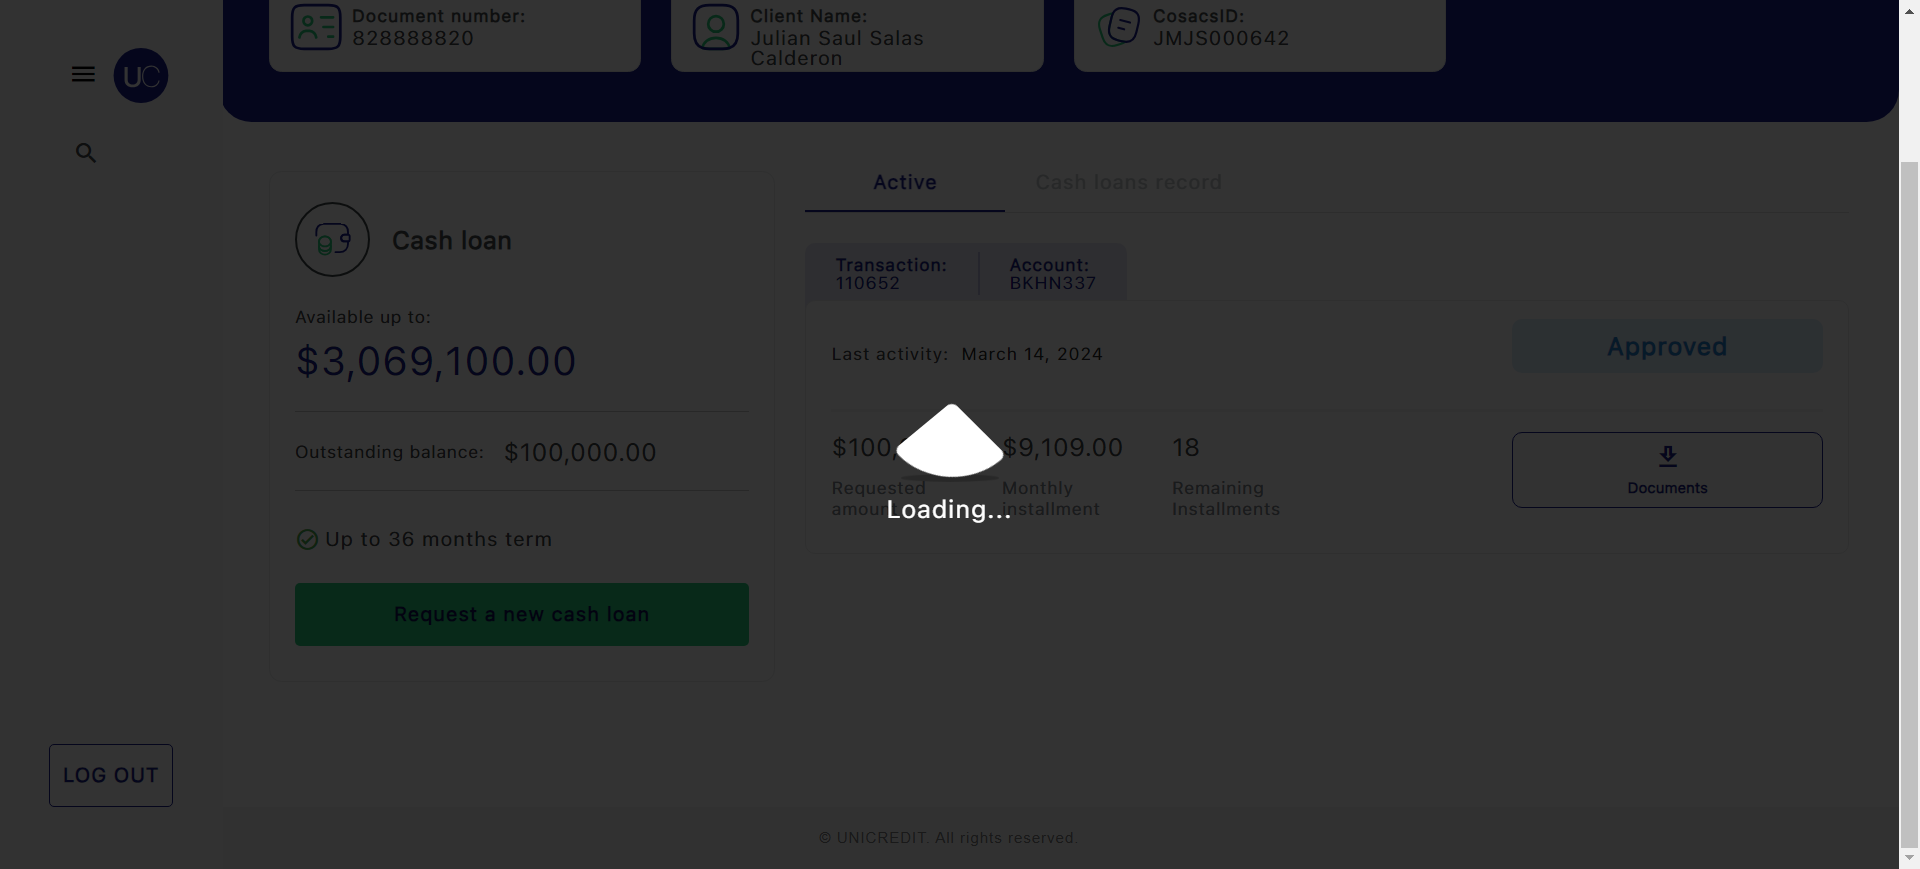 Document number:
828888820
Client Name:
Julian Saul Salas
Calderon
CosacsID:
JMJS000642
UC
Active
Cash loans record
Cash loan
Transaction:
110652
Account:
BKHN337
Available up to:
$3,069,100.00
Last activity: March 14, 2024
Approved
Outstanding balance: $100,000.00
$100,
$9,109.00
18
Requested
Monthly
installment
Remaining
Installments
Documents
Loading...
Up to 36 months term
Request a new cash loan
LOG OUT
© UNICREDIT. All rights reserved.